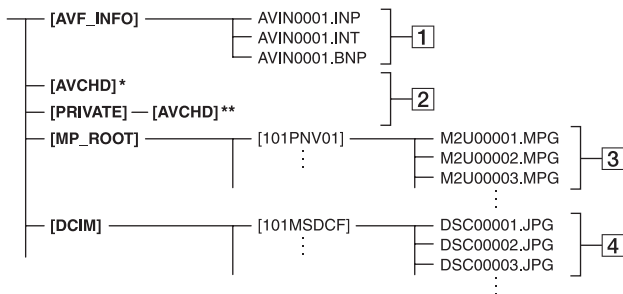 [AVF_INFO] AVIN0001.INP
AVIN0001.INT
AVIN0001.BNP
1
[AVCHD] *
2
[PRIVATE] [AVCHD] **
[MP_ROOT] [101PNV01] M2U00001.MPG
M2U00002.MPG
3
M2U00003.MPG
[DCIM] [101MSDCF] DSC00001.JPG
DSC00002.JPG
4
DSC00003.JPG